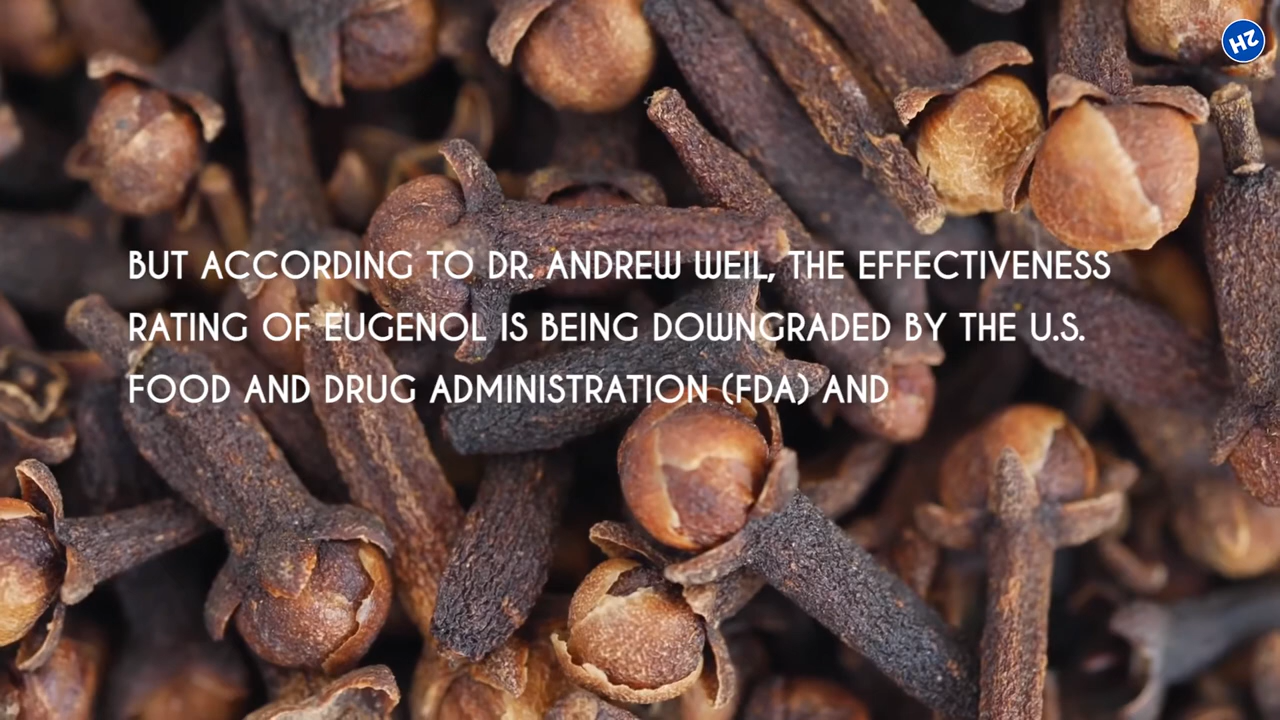 HZ
BUT ACCORDING TO DR. ANDREW WEIL, THE EFFECTIVENESS
RATING OF EUGENOL IS BEING DOWNGRADED BY THE U.S.
FOOD AND DRUG ADMINISTRATION (FDA) AND